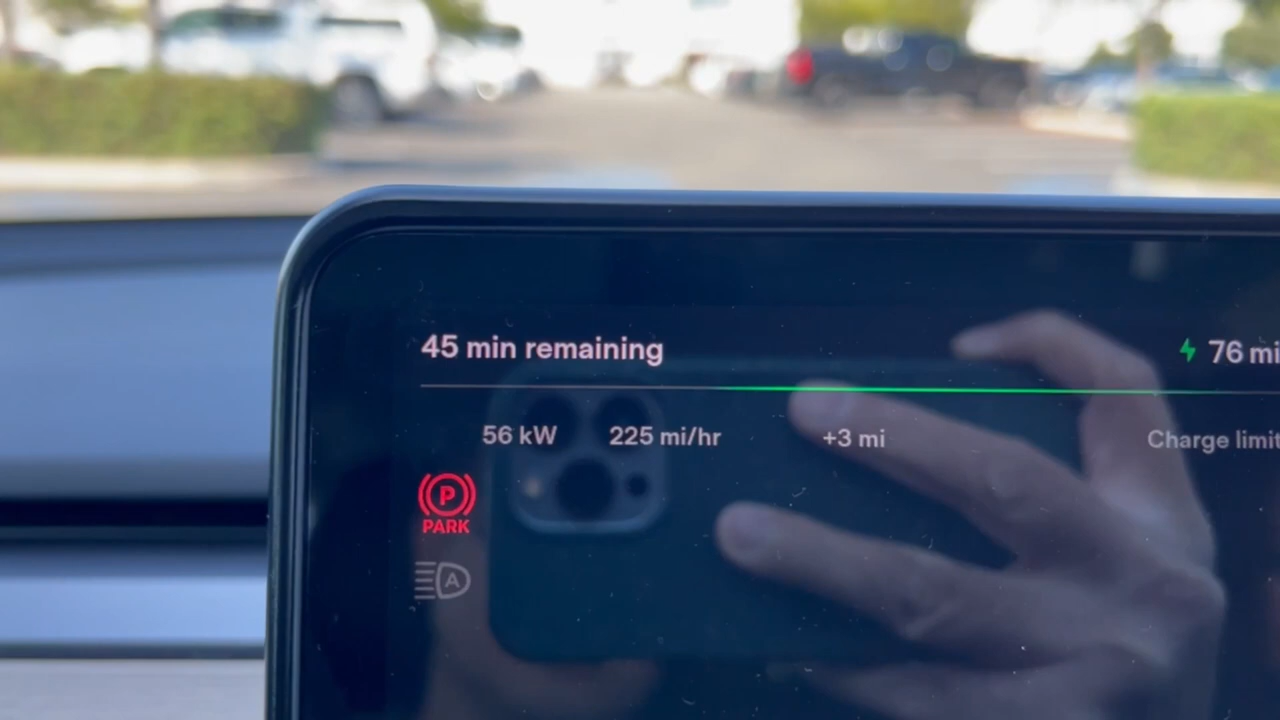 45 min remaining
76 mi
56 kW 225 mi/hr +3 mi
Charge limit
P
PARK
A